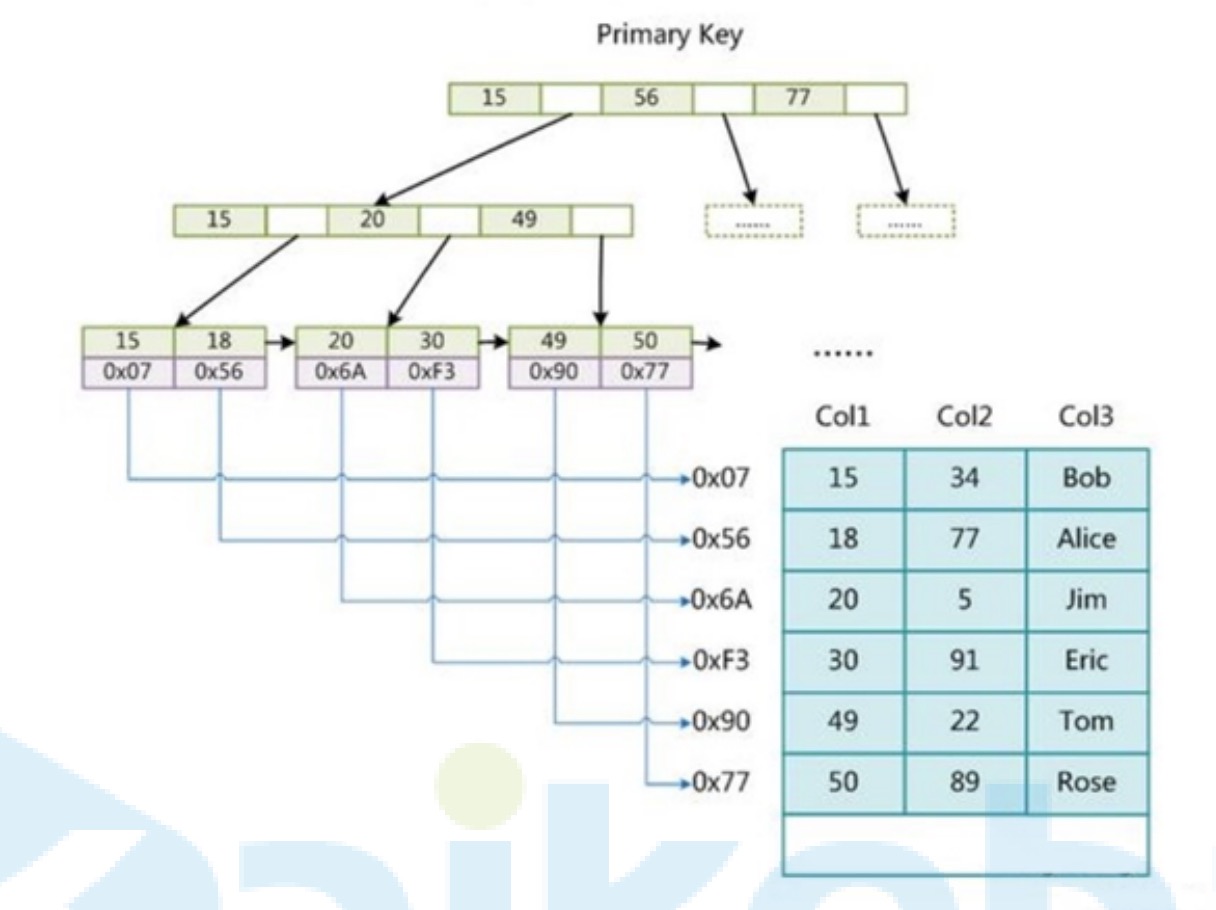 Primary Key
15 56 77
15 20 49 ...... ......
15 18 20 30 49 50
0x07 0x56 0x6A 0xF3 0x90 0x77
......
Col1 Col2 Col3
0x07 15 34 Bob
0x56 18 77 Alice
0x6A 20 5 Jim
0xF3 30 91 Eric
0x90 49 22 Tom
0x77 50 89 Rose